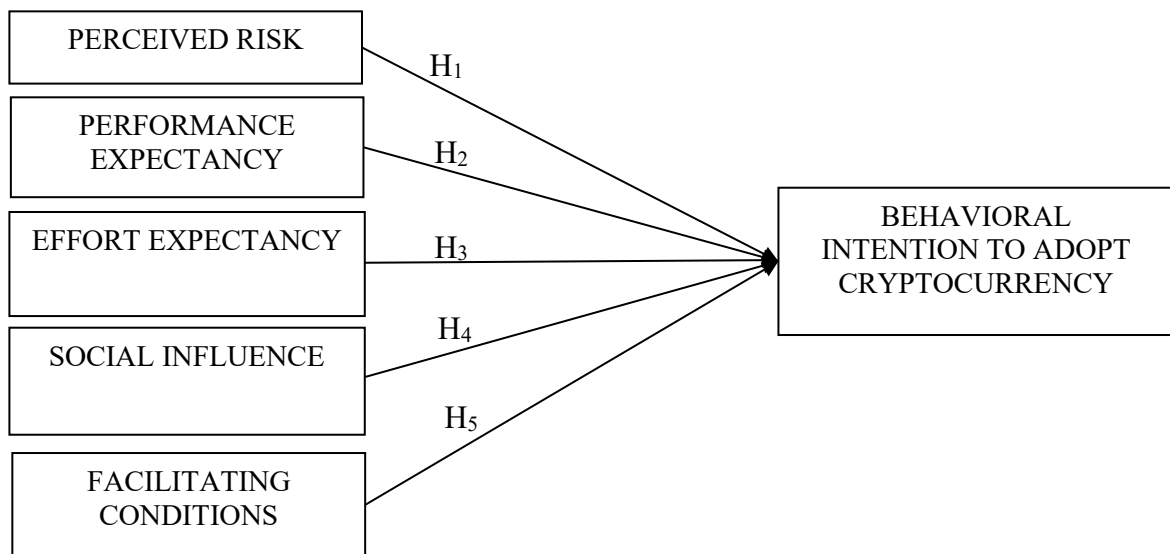 PERCEIVED RISK
H1
PERFORMANCE
EXPECTANCY
H2
EFFORT EXPECTANCY
H3
SOCIAL INFLUENCE
H4
FACILITATING
CONDITIONS
H5
BEHAVIORAL
INTENTION TO ADOPT
CRYPTOCURRENCY